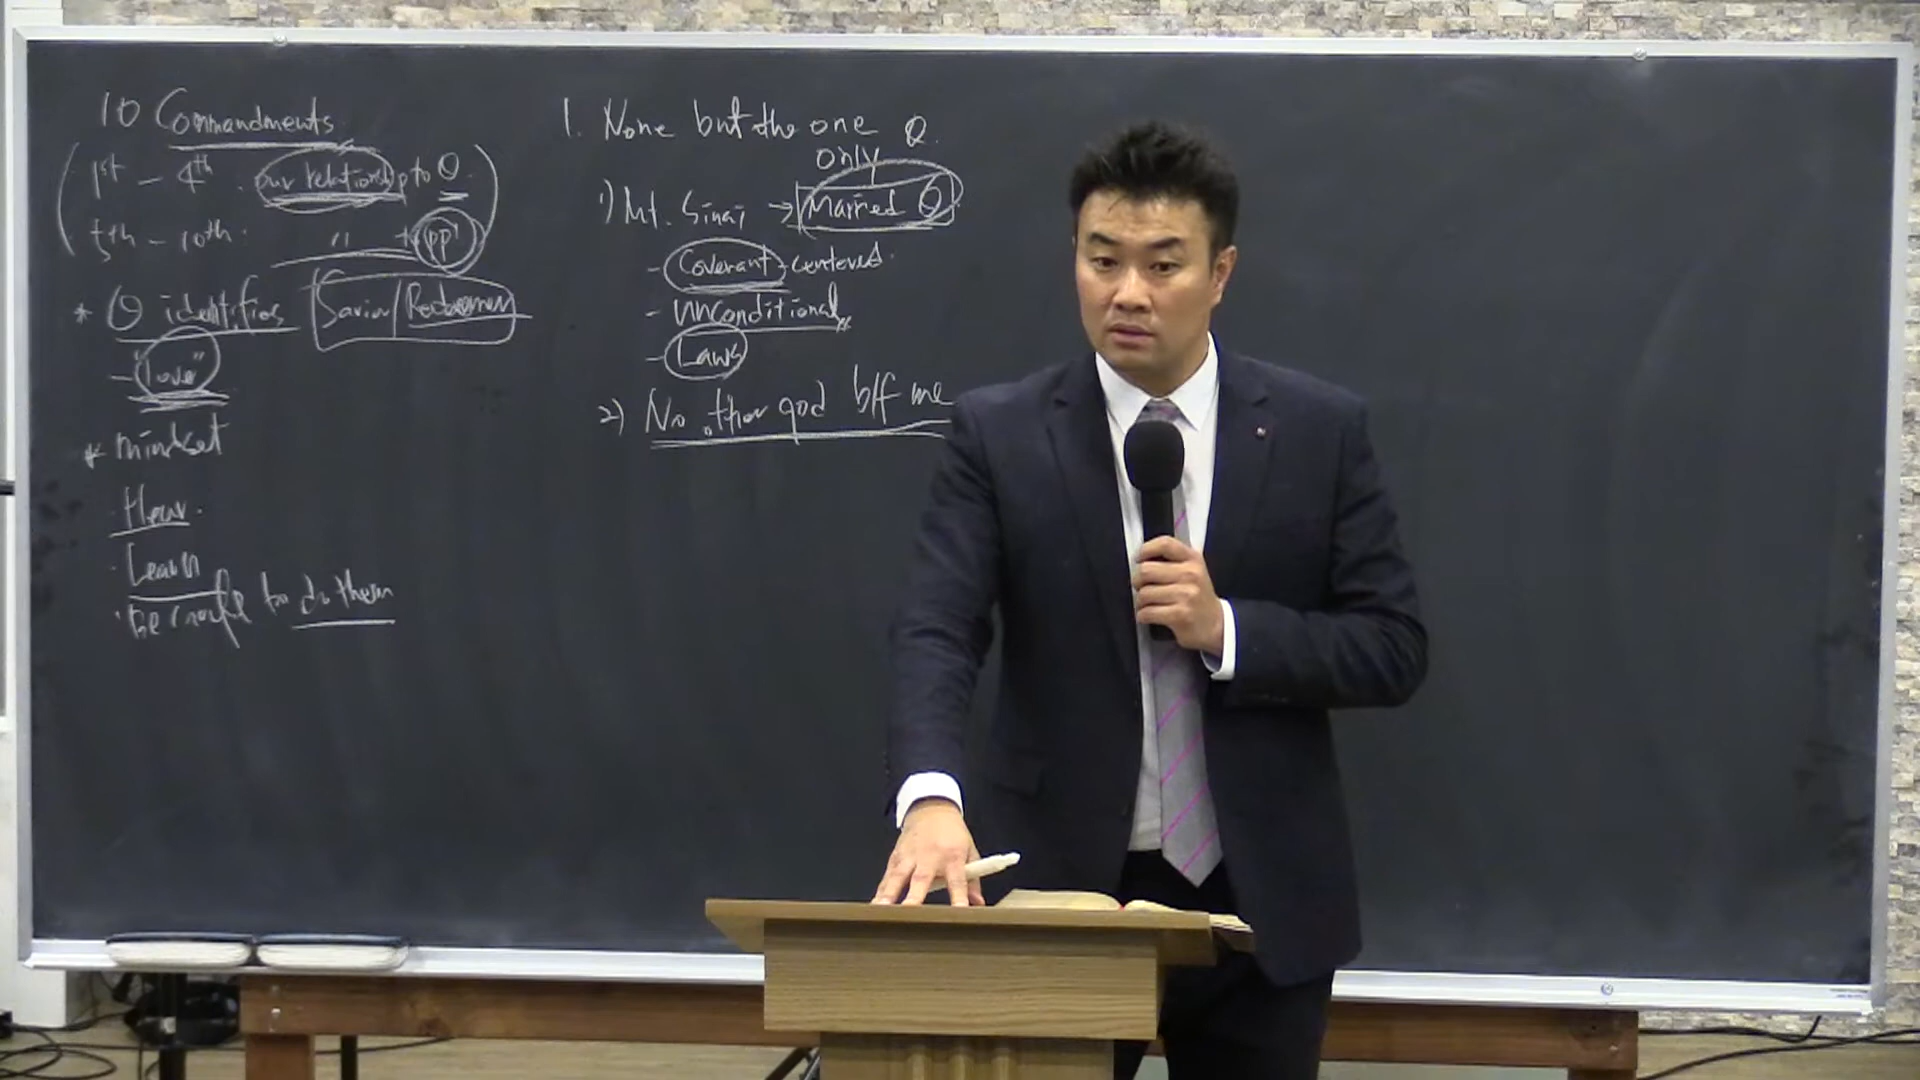 10 Commandments
1st - 4th. our relationship to θ.
5th - 10th. " to ppl
* θ identifies Savior/Redeemer
- "love"
* mindset
· Hear.
· Learn
· Be careful to do them
1. None but the one θ.
only
1) Mt. Sinai → Married θ
- Covenant-centered.
- unconditional
- Laws
2) No other god b/f me